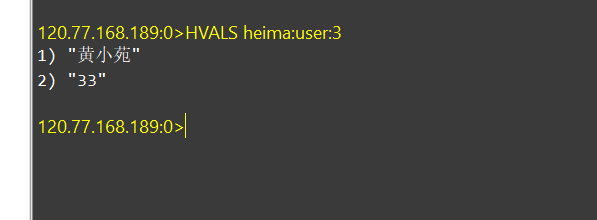 120.77.168.189:0>HVALS heima:user:3
1) "黄小苑"
2) "33"
120.77.168.189:0>